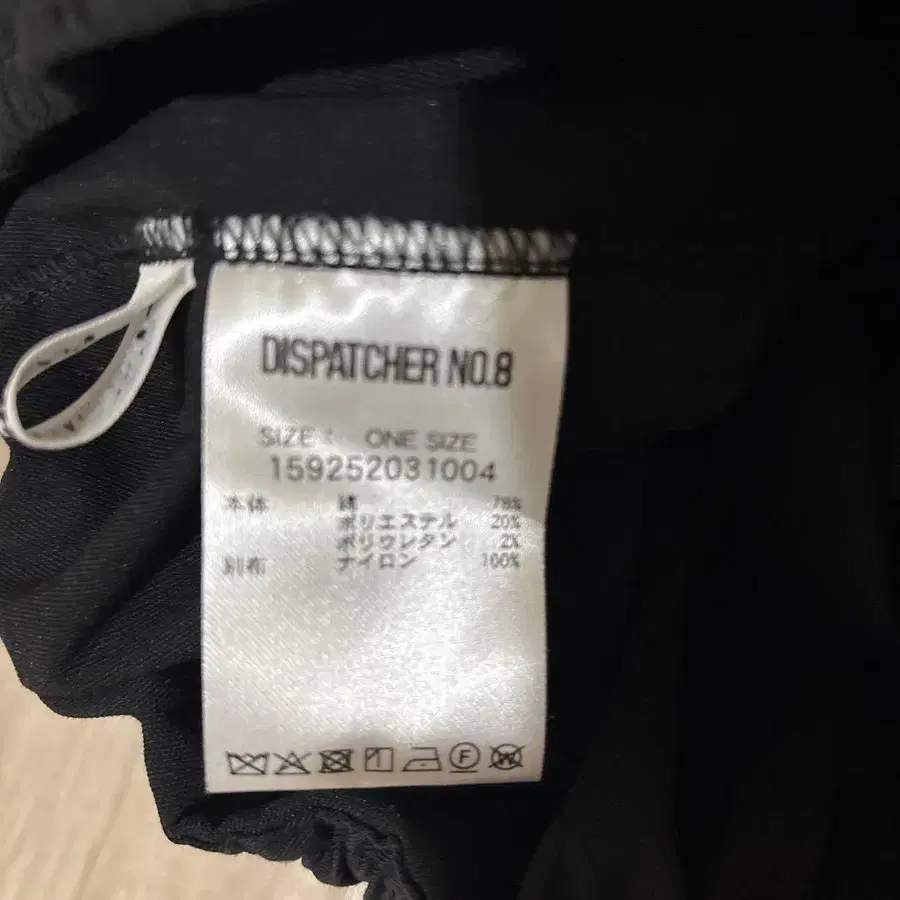 DISPATCHER NO.8
SIZE : ONE SIZE
159252031004
本体 綿 78%
ポリエステル 20%
ポリウレタン 2%
別布 ナイロン 100%
F W